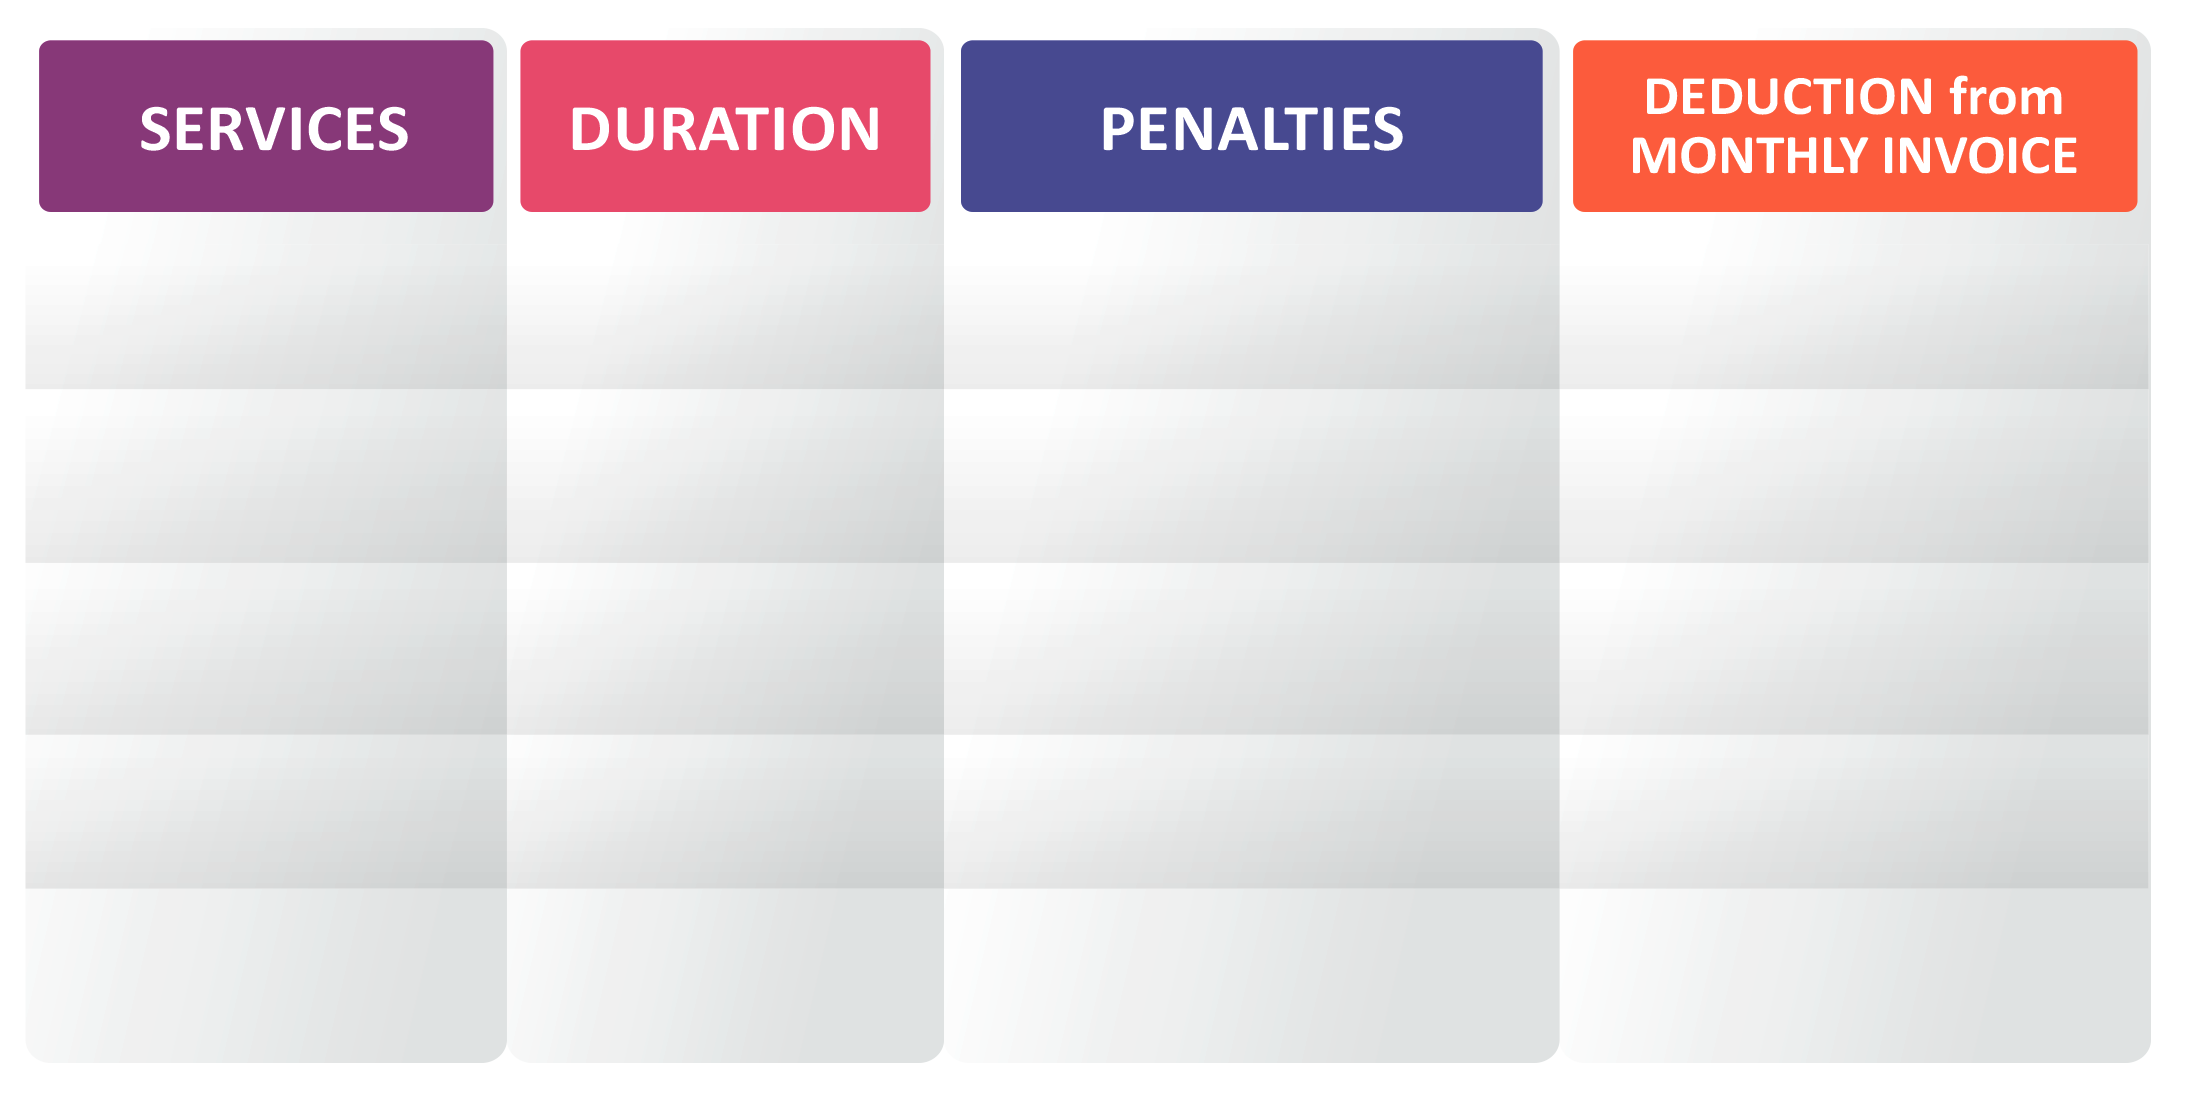 SERVICES
DURATION
PENALTIES
DEDUCTION from
MONTHLY INVOICE